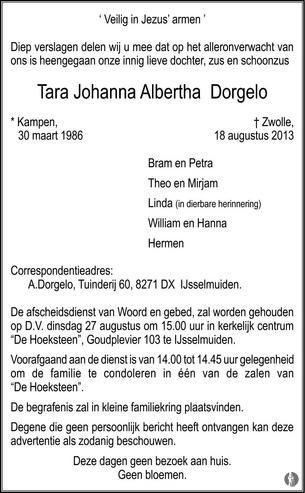 ‘ Veilig in Jezus’ armen ’
Diep verslagen delen wij u mee dat op het alleronverwacht van
ons is heengegaan onze innig lieve dochter, zus en schoonzus
Tara Johanna Albertha Dorgelo
* Kampen, † Zwolle,
30 maart 1986 18 augustus 2013
Bram en Petra
Theo en Mirjam
Linda (in dierbare herinnering)
William en Hanna
Hermen
Correspondentieadres:
A.Dorgelo, Tuinderij 60, 8271 DX IJsselmuiden.
De afscheidsdienst van Woord en gebed, zal worden gehouden
op D.V. dinsdag 27 augustus om 15.00 uur in kerkelijk centrum
“De Hoeksteen”, Goudplevier 103 te IJsselmuiden.
Voorafgaand aan de dienst is van 14.00 tot 14.45 uur gelegenheid
om de familie te condoleren in één van de zalen van
“De Hoeksteen”.
De begrafenis zal in kleine familiekring plaatsvinden.
Degene die geen persoonlijk bericht heeft ontvangen kan deze
advertentie als zodanig beschouwen.
Deze dagen geen bezoek aan huis.
Geen bloemen.